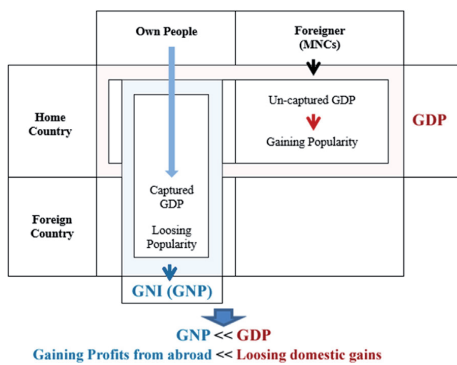 Own People
Foreigner
(MNCs)
Home
Country
Un-captured GDP
Gaining Popularity
GDP
Foreign
Country
Captured
GDP
Loosing
Popularity
GNI (GNP)
GNP << GDP
Gaining Profits from abroad << Loosing domestic gains